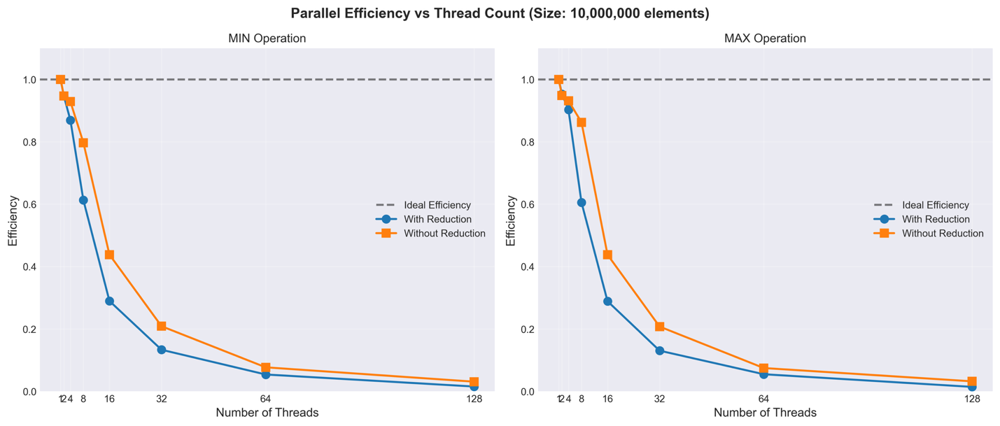 Parallel Efficiency vs Thread Count (Size: 10,000,000 elements)
MIN Operation
Efficiency
1.0
0.8
0.6
0.4
0.2
0.0
Ideal Efficiency
With Reduction
Without Reduction
1 2 4 8 16 32 64 128
Number of Threads
MAX Operation
Efficiency
1.0
0.8
0.6
0.4
0.2
0.0
Ideal Efficiency
With Reduction
Without Reduction
1 2 4 8 16 32 64 128
Number of Threads